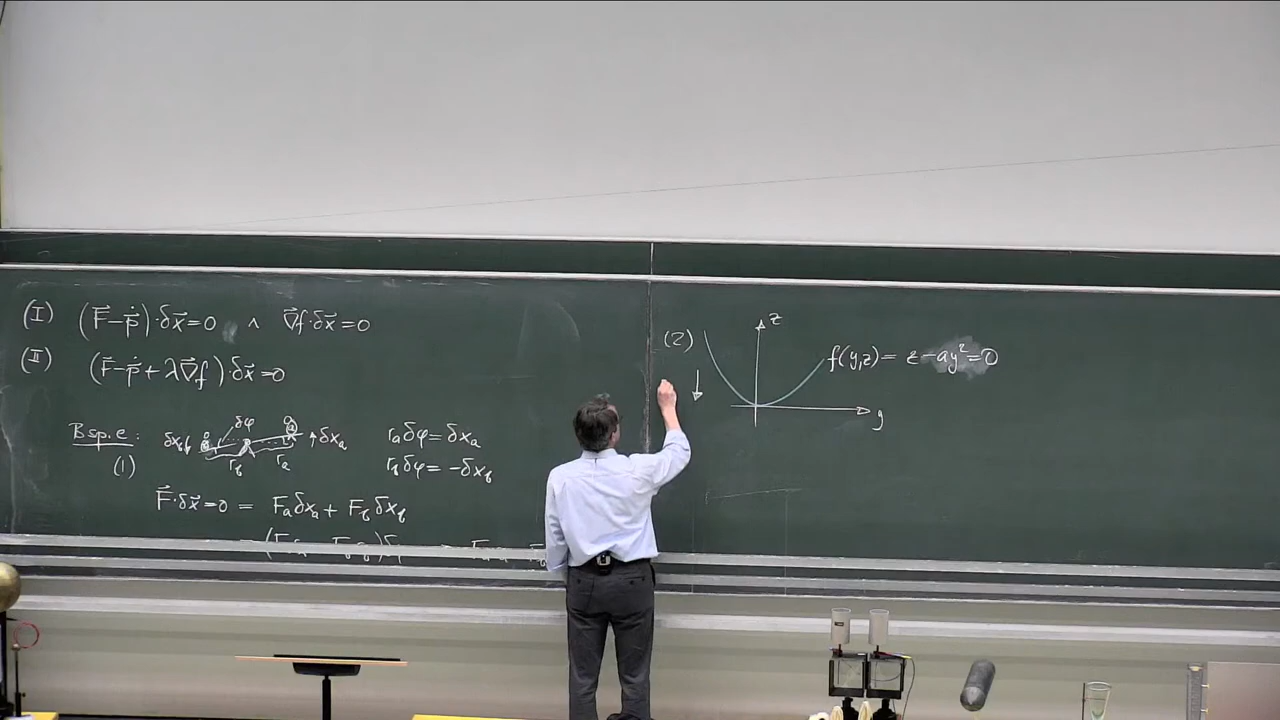 (I) (F⃗-ṗ⃗)·δx⃗=0 ∧ ∇⃗f·δx⃗=0
(II) (F⃗-ṗ⃗+λ∇⃗f)·δx⃗=0
Bsp.e:
(1)
δx_b δφ r_b r_a δx_a
r_a δφ = δx_a
r_b δφ = -δx_b
F⃗·δx⃗=0 = F_a δx_a + F_b δx_b
(2)
z
y
f(y,z) = z-ay²=0